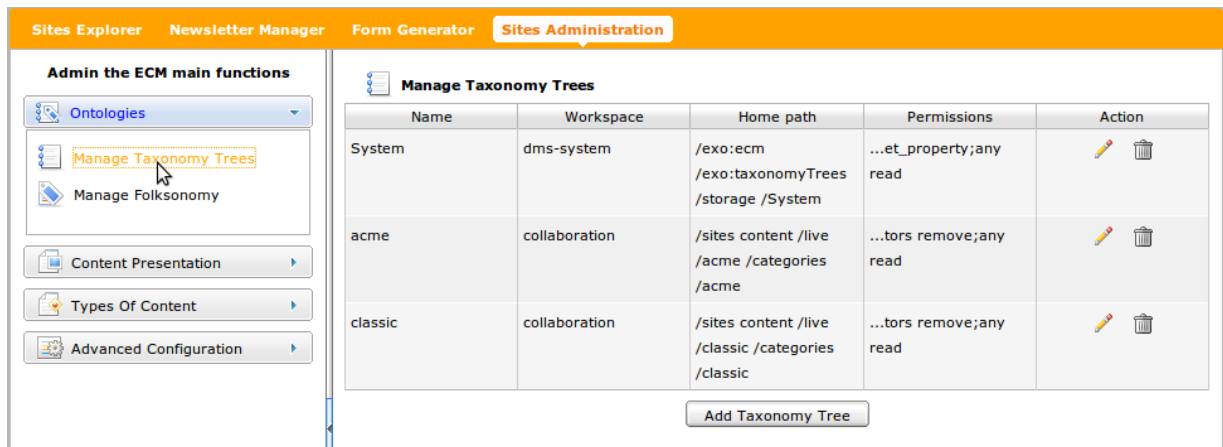 Sites Explorer Newsletter Manager Form Generator Sites Administration
Admin the ECM main functions
Ontologies
Manage Taxonomy Trees
Manage Folksonomy
Content Presentation
Types Of Content
Advanced Configuration
Manage Taxonomy Trees
Name Workspace Home path Permissions Action
System dms-system /exo:ecm ...et_property;any
/exo:taxonomyTrees read
/storage /System
acme collaboration /sites content /live ...tors remove;any
/acme /categories read
/acme
classic collaboration /sites content /live ...tors remove;any
/classic /categories read
/classic
Add Taxonomy Tree